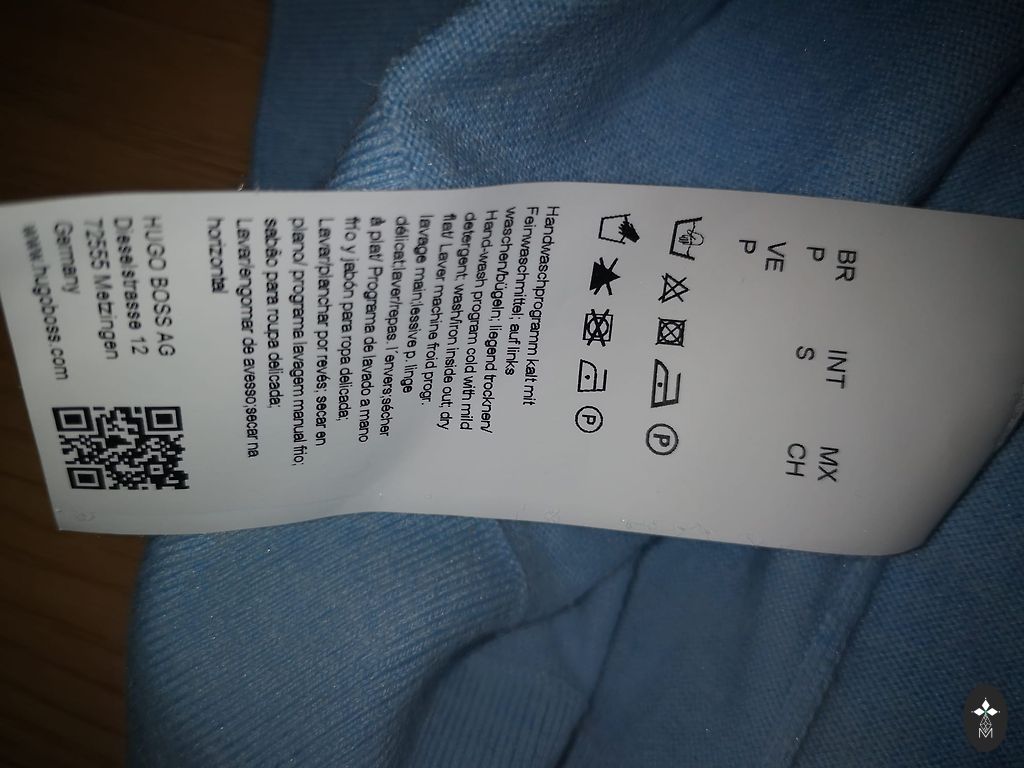 BR INT MX
P S CH
VE
P
P
P
Handwaschprogramm kalt mit
Feinwaschmittel; auf links
waschen/bügeln; liegend trocknen/
Hand-wash program cold with mild
detergent; wash/iron inside out; dry
flat/ Laver machine froid progr.
lavage main;lessive p. linge
délicat;laver/repas. l'envers;sécher
à plat/ Programa de lavado a mano
frío y jabón para ropa delicada;
Lavar/planchar por revés; secar en
plano/ programa lavagem manual frio;
sabão para roupa delicada;
Lavar/engomar de avesso;secar na
horizontal
HUGO BOSS AG
Dieselstrasse 12
72555 Metzingen
Germany
www.hugoboss.com
M